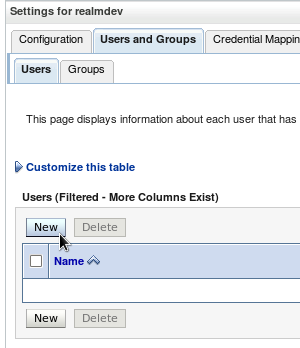 Settings for realmdev
Configuration Users and Groups Credential Mappin
Users Groups
This page displays information about each user that has
Customize this table
Users (Filtered - More Columns Exist)
New Delete
Name
New Delete